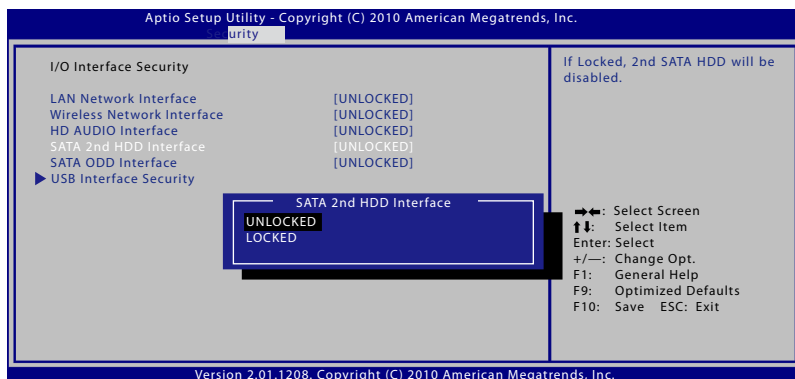 Aptio Setup Utility - Copyright (C) 2010 American Megatrends, Inc.
Security
I/O Interface Security
LAN Network Interface [UNLOCKED]
Wireless Network Interface [UNLOCKED]
HD AUDIO Interface [UNLOCKED]
SATA 2nd HDD Interface [UNLOCKED]
SATA ODD Interface [UNLOCKED]
USB Interface Security
SATA 2nd HDD Interface
UNLOCKED
LOCKED
If Locked, 2nd SATA HDD will be
disabled.
➡⬅: Select Screen
⬆⬇: Select Item
Enter: Select
+/—: Change Opt.
F1: General Help
F9: Optimized Defaults
F10: Save ESC: Exit
Version 2.01.1208. Copyright (C) 2010 American Megatrends, Inc.